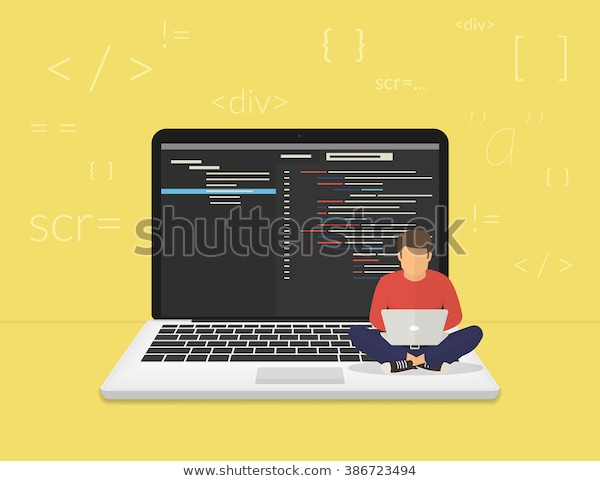 !=
{ }
<div>
</>
[ ]
scr=...
<div>
==
,,a''
{ }
{ }
scr=
!=
</>
shutterstock
www.shutterstock.com • 386723494